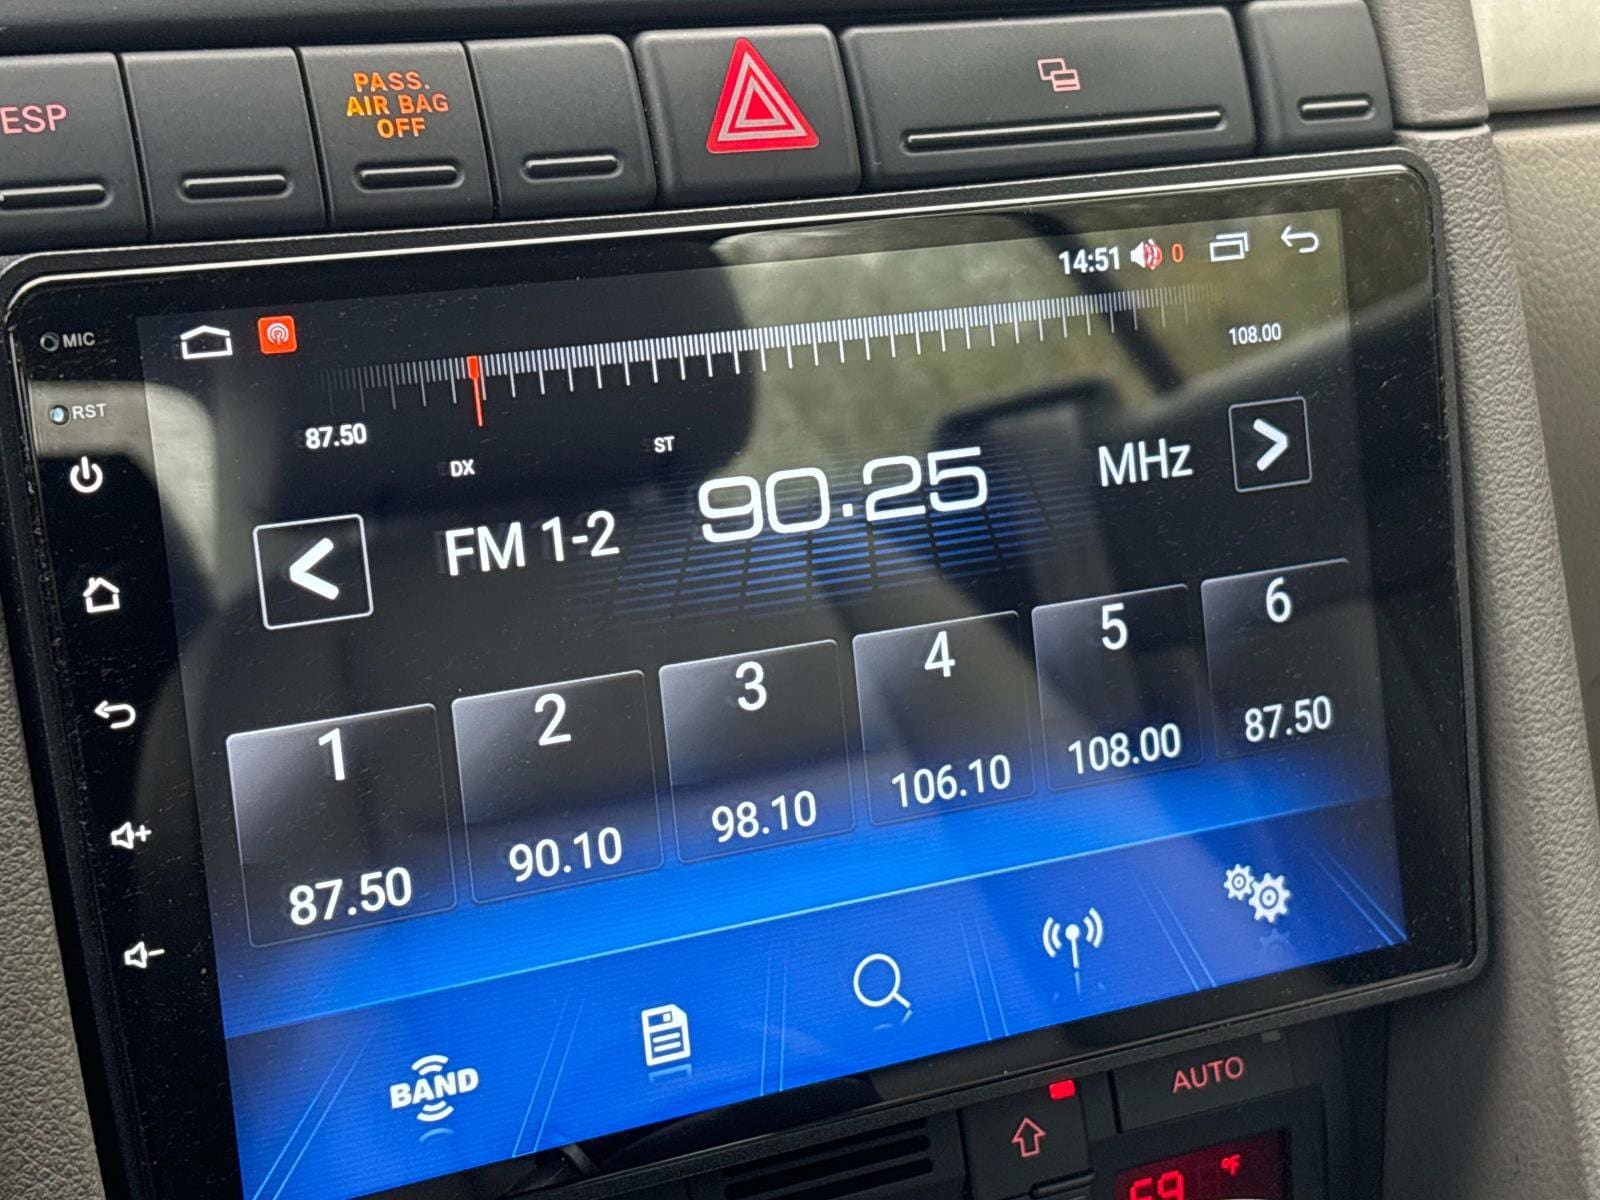 ESP
PASS.
AIR BAG
OFF
14:51 0
MIC
RST
87.50
108.00
DX
ST
FM 1-2
90.25
MHz
1
2
3
4
5
6
87.50
90.10
98.10
106.10
108.00
87.50
BAND
AUTO
°F